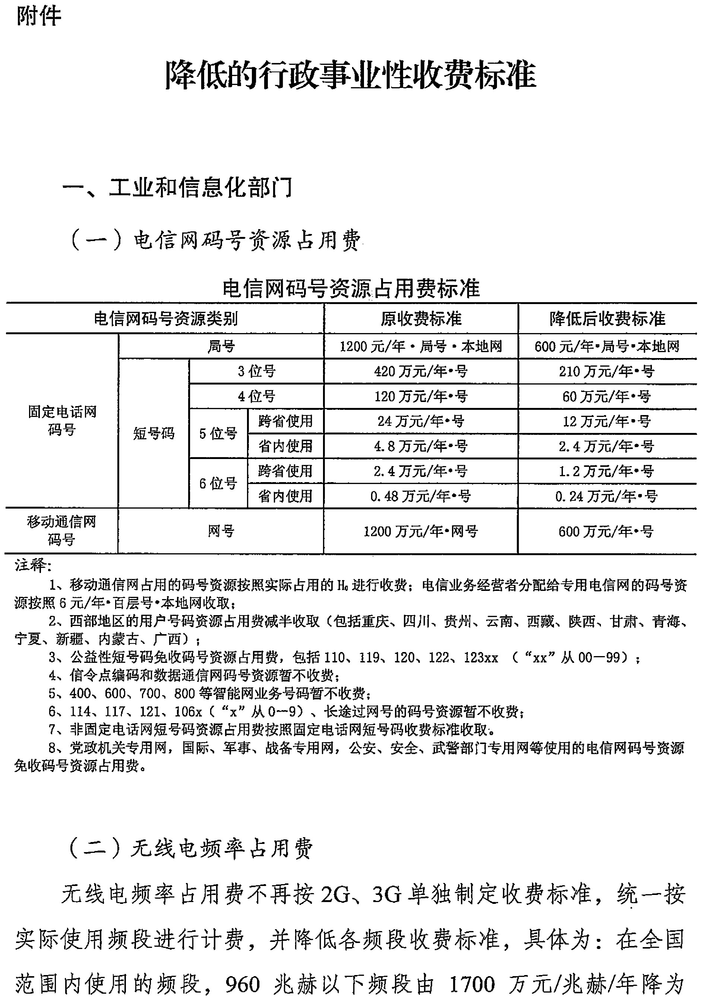 附件
降低的行政事业性收费标准
一、工业和信息化部门
（一）电信网码号资源占用费
电信网码号资源占用费标准
电信网码号资源类别 原收费标准 降低后收费标准
固定电话网码号 局号 1200 元/年·局号·本地网 600 元/年·局号·本地网
短号码 3 位号 420 万元/年·号 210 万元/年·号
4 位号 120 万元/年·号 60 万元/年·号
5 位号 跨省使用 24 万元/年·号 12 万元/年·号
省内使用 4.8 万元/年·号 2.4 万元/年·号
6 位号 跨省使用 2.4 万元/年·号 1.2 万元/年·号
省内使用 0.48 万元/年·号 0.24 万元/年·号
移动通信网码号 网号 1200 万元/年·网号 600 万元/年·号
注释：
1、移动通信网占用的码号资源按照实际占用的 H₀ 进行收费；电信业务经营者分配给专用电信网的码号资
源按照 6 元/年·百层号·本地网收取；
2、西部地区的用户号码资源占用费减半收取（包括重庆、四川、贵州、云南、西藏、陕西、甘肃、青海、
宁夏、新疆、内蒙古、广西）；
3、公益性短号码免收码号资源占用费，包括 110、119、120、122、123xx （“xx”从 00—99）；
4、信令点编码和数据通信网码号资源暂不收费；
5、400、600、700、800 等智能网业务号码暂不收费；
6、114、117、121、106x（“x”从 0—9）、长途过网号的码号资源暂不收费；
7、非固定电话网短号码资源占用费按照固定电话网短号码收费标准收取。
8、党政机关专用网，国际、军事、战备专用网，公安、安全、武警部门专用网等使用的电信网码号资源
免收码号资源占用费。
（二）无线电频率占用费
无线电频率占用费不再按 2G、3G 单独制定收费标准，统一按
实际使用频段进行计费，并降低各频段收费标准，具体为：在全国
范围内使用的频段，960 兆赫以下频段由 1700 万元/兆赫/年降为